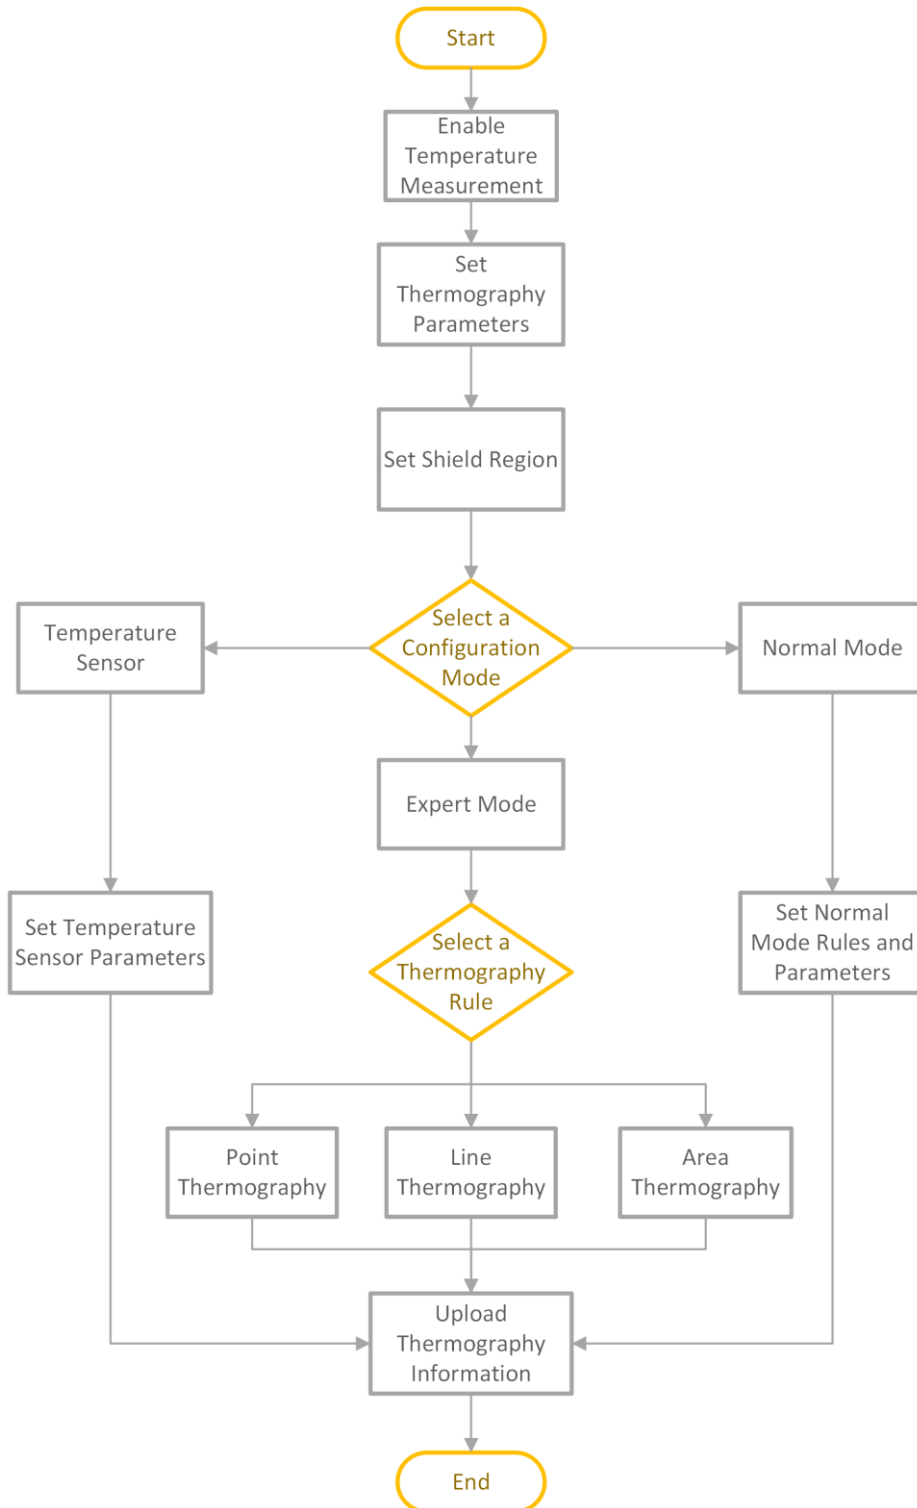 Start
Enable
Temperature
Measurement
Set
Thermography
Parameters
Set Shield Region
Select a
Configuration
Mode
Temperature
Sensor
Normal Mode
Expert Mode
Set Temperature
Sensor Parameters
Select a
Thermography
Rule
Set Normal
Mode Rules and
Parameters
Point
Thermography
Line
Thermography
Area
Thermography
Upload
Thermography
Information
End